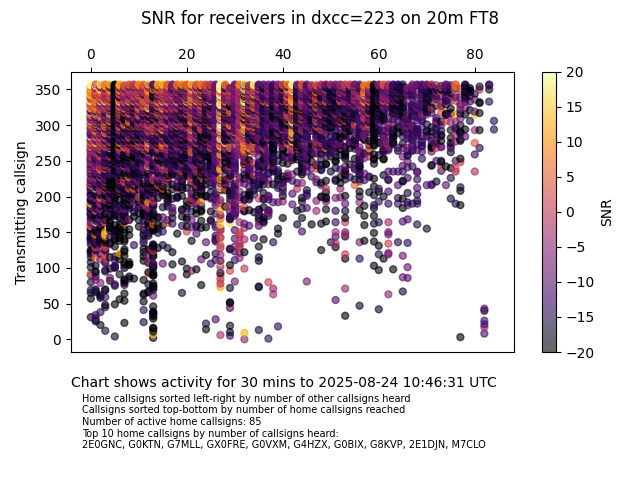 SNR for receivers in dxcc=223 on 20m FT8
0 20 40 60 80
350
300
250
200
150
100
50
0
Transmitting callsign
20
15
10
5
0
−5
−10
−15
−20
SNR
Chart shows activity for 30 mins to 2025-08-24 10:46:31 UTC
Home callsigns sorted left-right by number of other callsigns heard
Callsigns sorted top-bottom by number of home callsigns reached
Number of active home callsigns: 85
Top 10 home callsigns by number of callsigns heard:
2E0GNC, G0KTN, G7MLL, GX0FRE, G0VXM, G4HZX, G0BIX, G8KVP, 2E1DJN, M7CLO